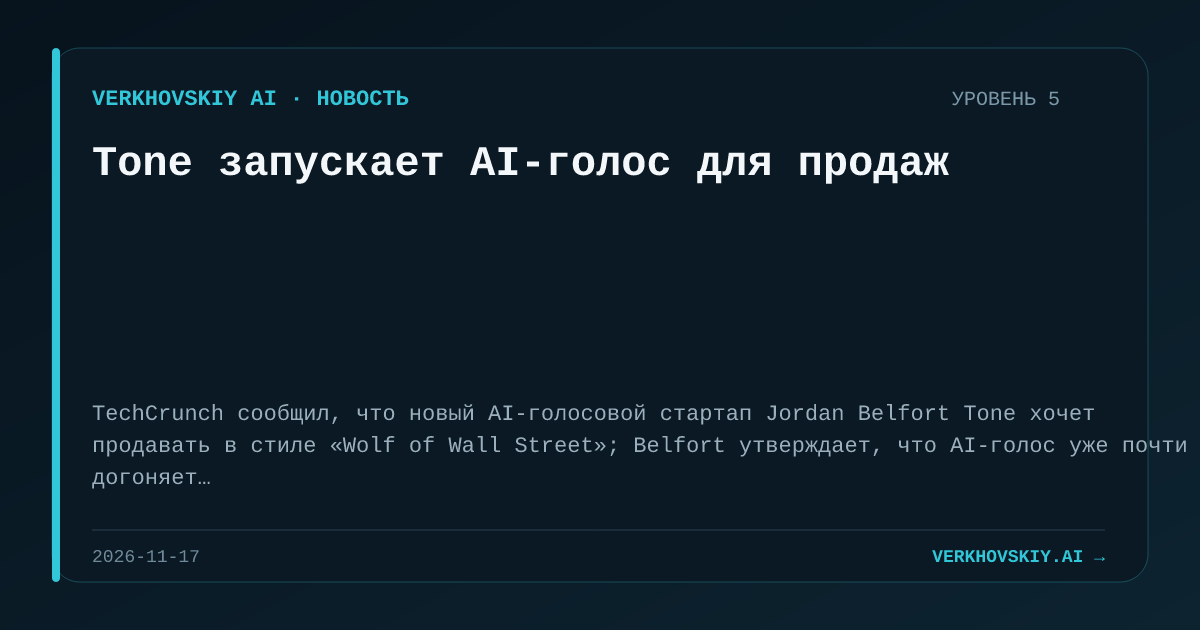 VERKHOVSKIY AI · НОВОСТЬ
УРОВЕНЬ 5
Tone запускает AI-голос для продаж
TechCrunch сообщил, что новый AI-голосовой стартап Jordan Belfort Tone хочет
продавать в стиле «Wolf of Wall Street»; Belfort утверждает, что AI-голос уже почти
догоняет…
2026-11-17
VERKHOVSKIY.AI →